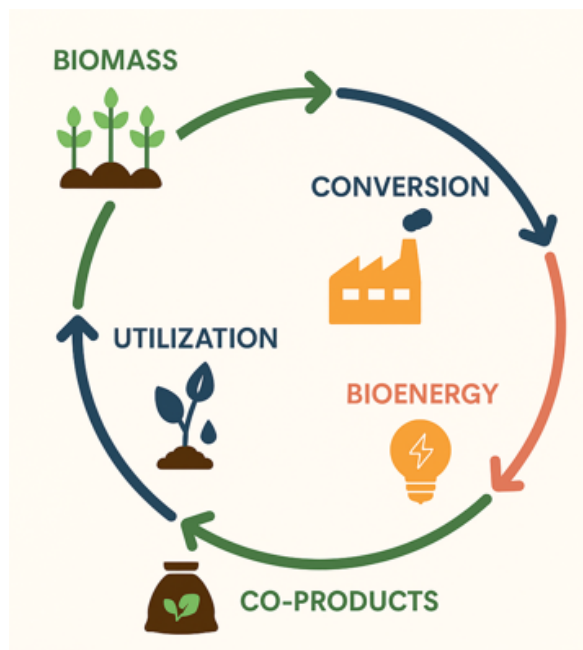 BIOMASS
CONVERSION
UTILIZATION
BIOENERGY
CO-PRODUCTS